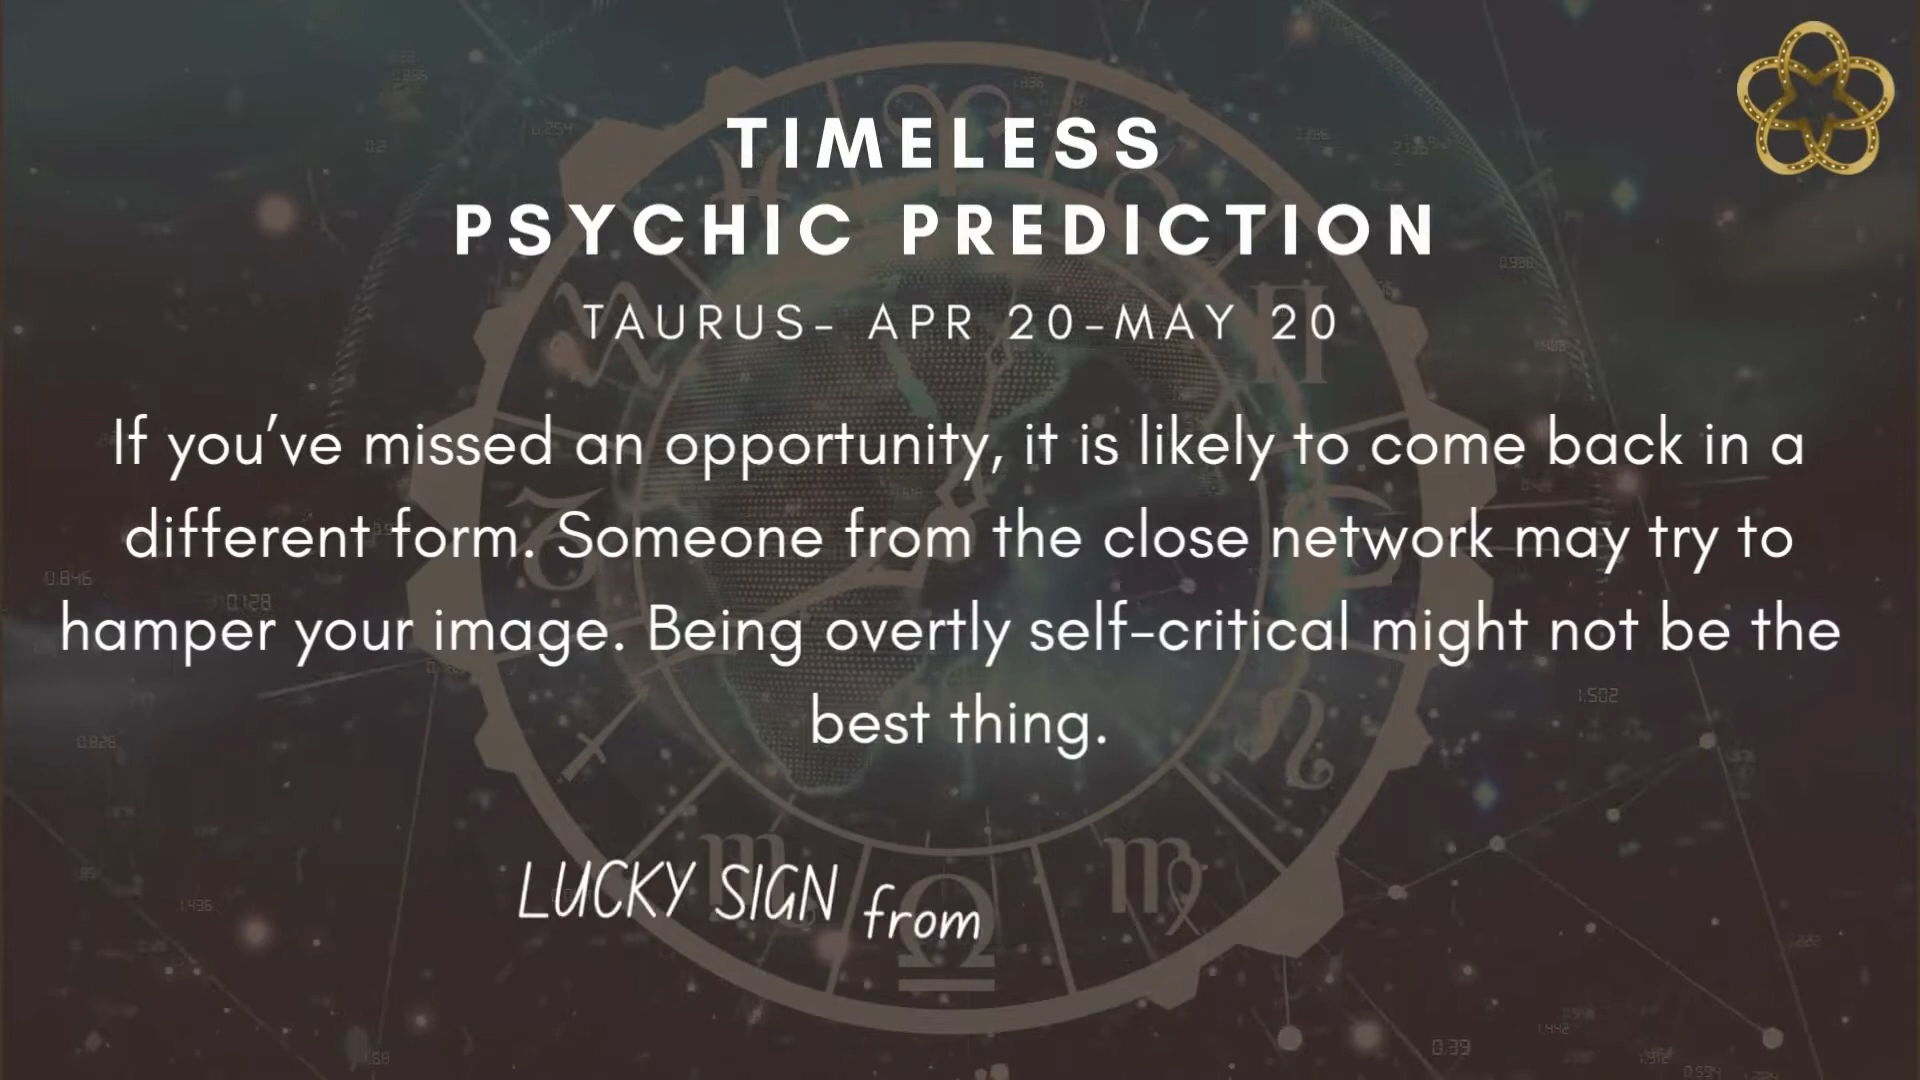 TIMELESS
PSYCHIC PREDICTION
TAURUS- APR 20-MAY 20
If you’ve missed an opportunity, it is likely to come back in a
different form. Someone from the close network may try to
hamper your image. Being overtly self-critical might not be the
best thing.
LUCKY SIGN from